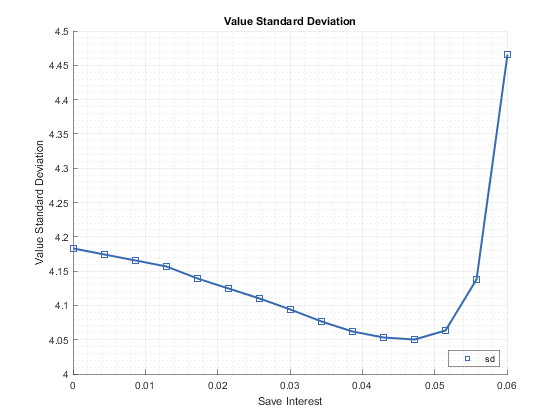 Value Standard Deviation
4.5
4.45
4.4
4.35
4.3
4.25
4.2
4.15
4.1
4.05
4
Value Standard Deviation
0 0.01 0.02 0.03 0.04 0.05 0.06
Save Interest
sd